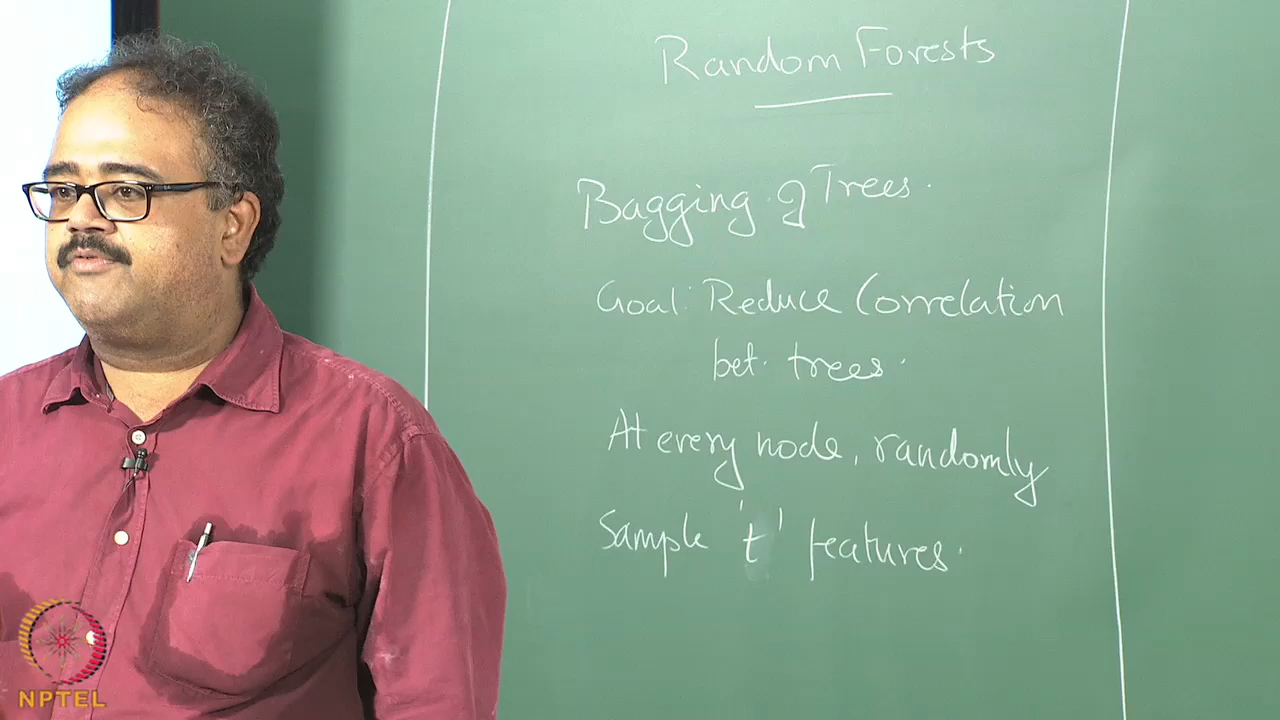 Random Forests
Bagging of Trees.
Goal: Reduce Correlation
bet. trees.
At every node, randomly
Sample 't' features.
NPTEL